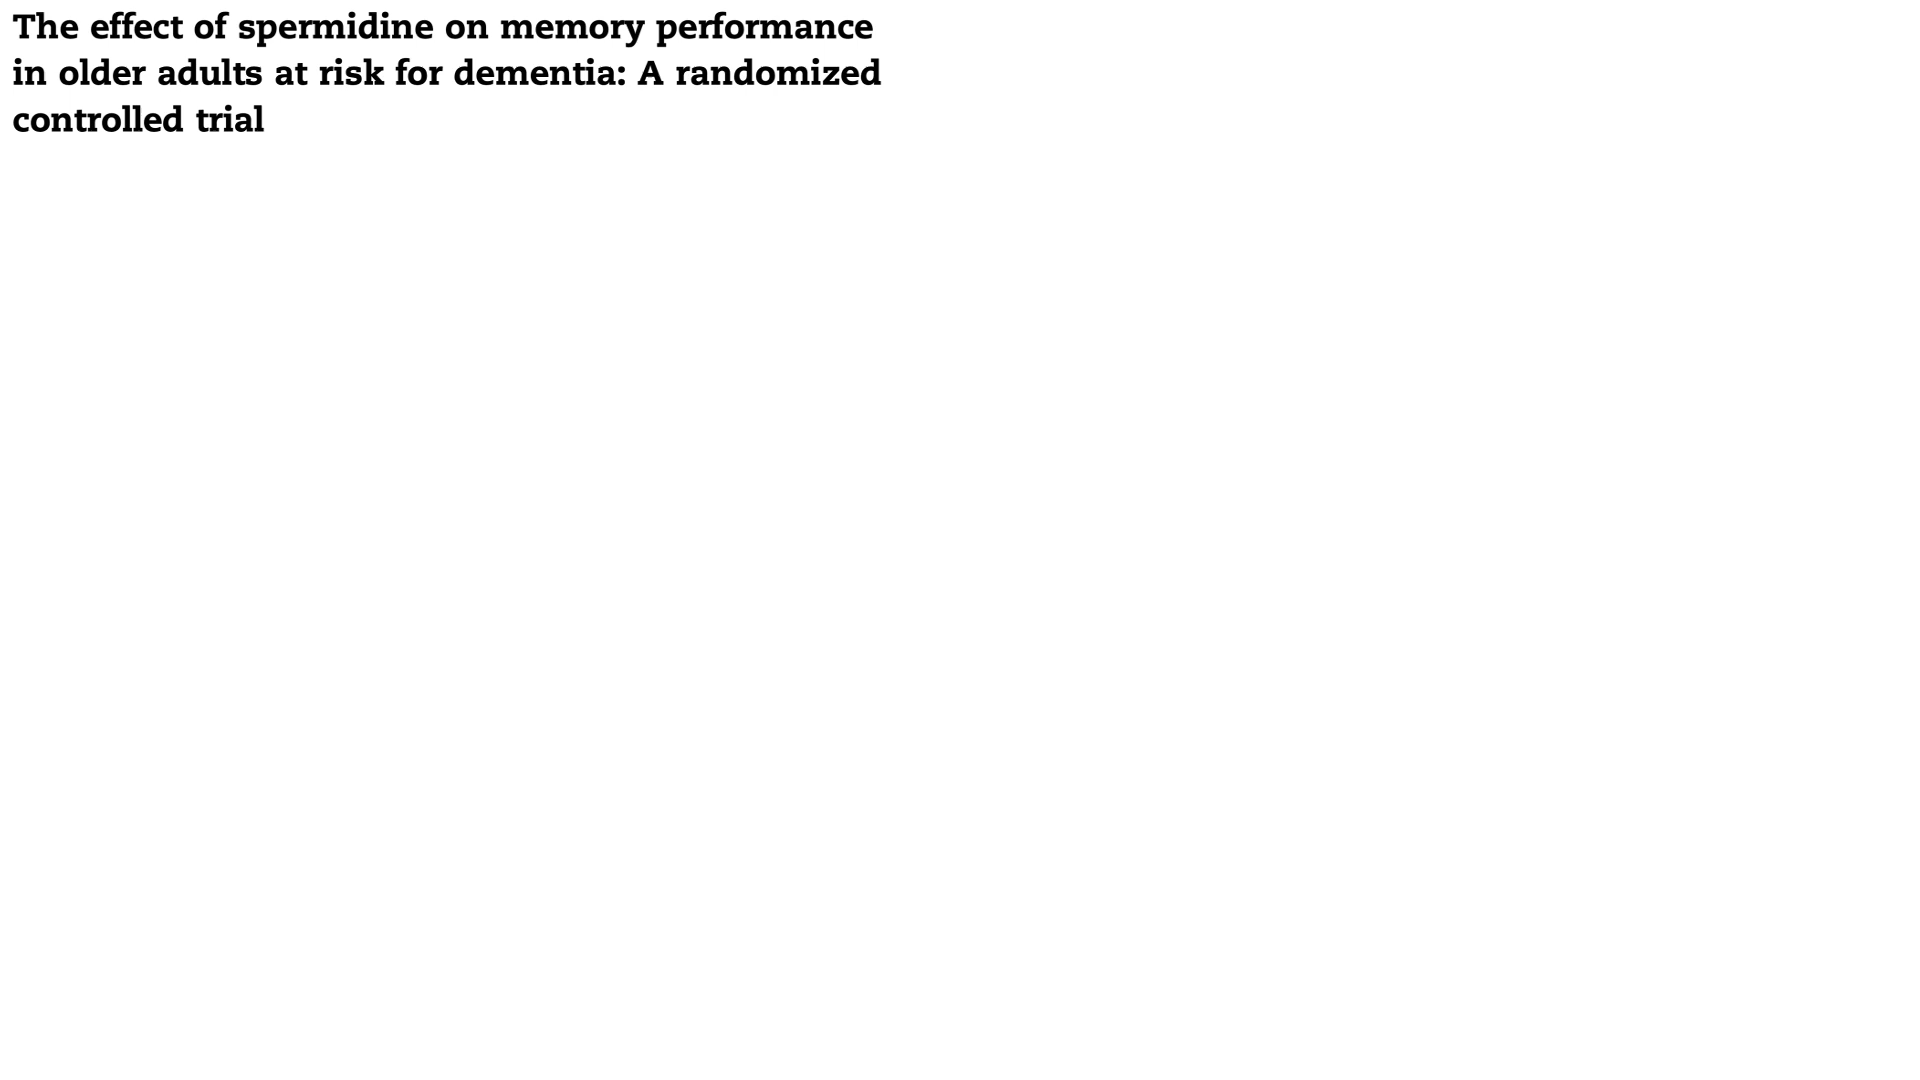 The effect of spermidine on memory performance
in older adults at risk for dementia: A randomized
controlled trial